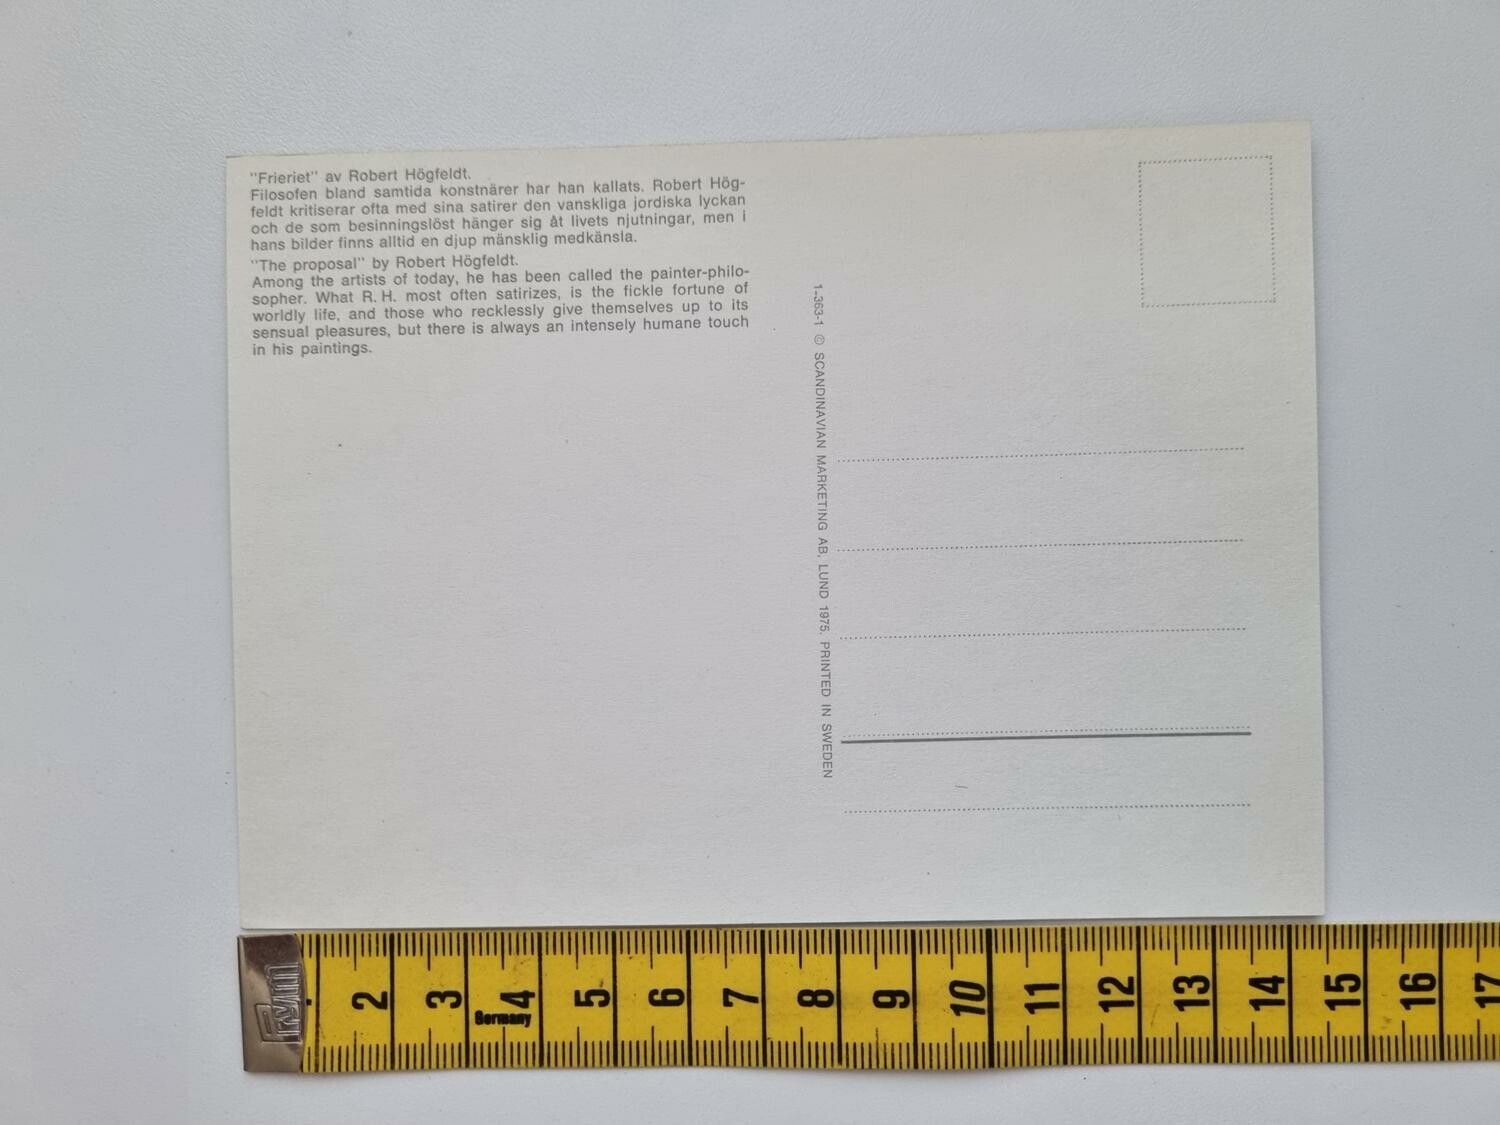 "Frieriet" av Robert Högfeldt.
Filosofen bland samtida konstnärer har han kallats. Robert Hög-
feldt kritiserar ofta med sina satirer den vanskliga jordiska lyckan
och de som besinningslöst hänger sig åt livets njutningar, men i
hans bilder finns alltid en djup mänsklig medkänsla.
"The proposal" by Robert Högfeldt.
Among the artists of today, he has been called the painter-philo-
sopher. What R. H. most often satirizes, is the fickle fortune of
worldly life, and those who recklessly give themselves up to its
sensual pleasures, but there is always an intensely humane touch
in his paintings.
1-363-1 © SCANDINAVIAN MARKETING AB, LUND 1975. PRINTED IN SWEDEN
Prym
2 3 4 5 6 7 8 9 10 11 12 13 14 15 16 17
Germany